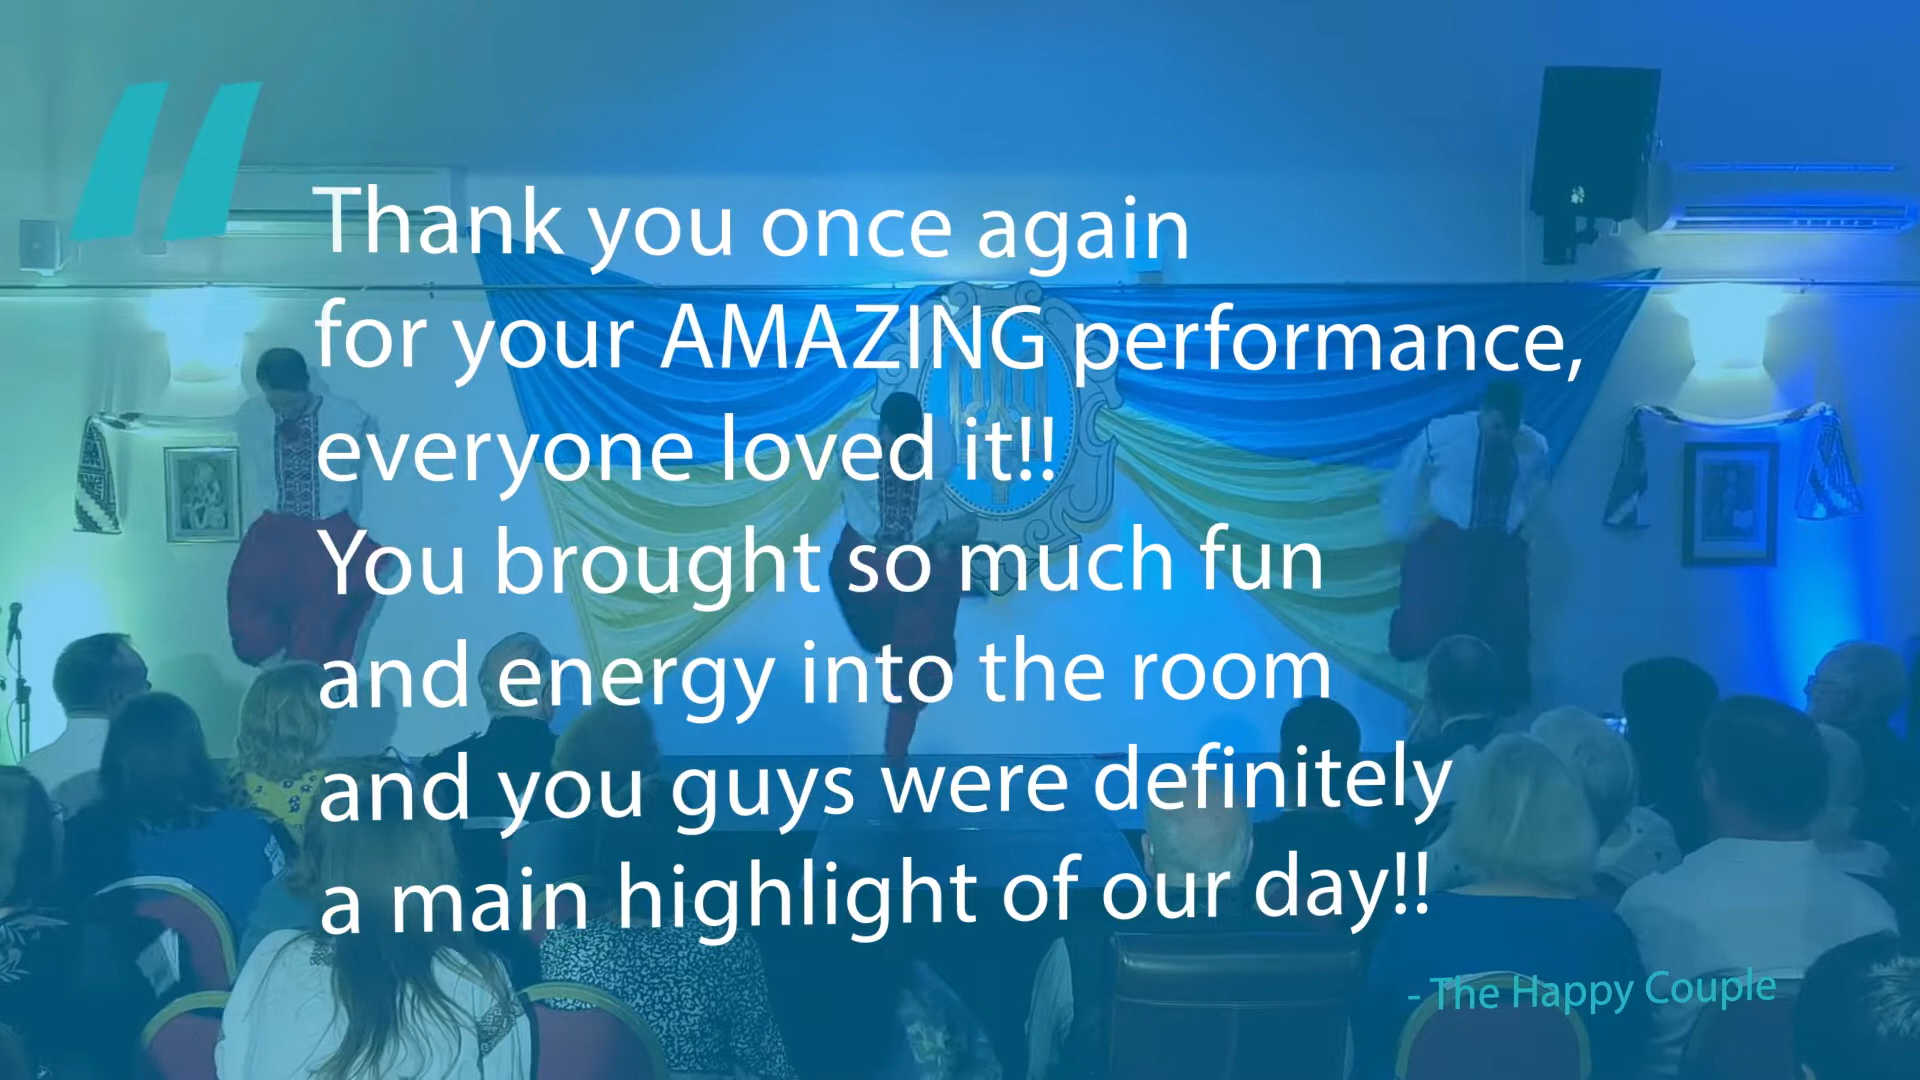 Thank you once again
for your AMAZING performance,
everyone loved it!!
You brought so much fun
and energy into the room
and you guys were definitely
a main highlight of our day!!
- The Happy Couple